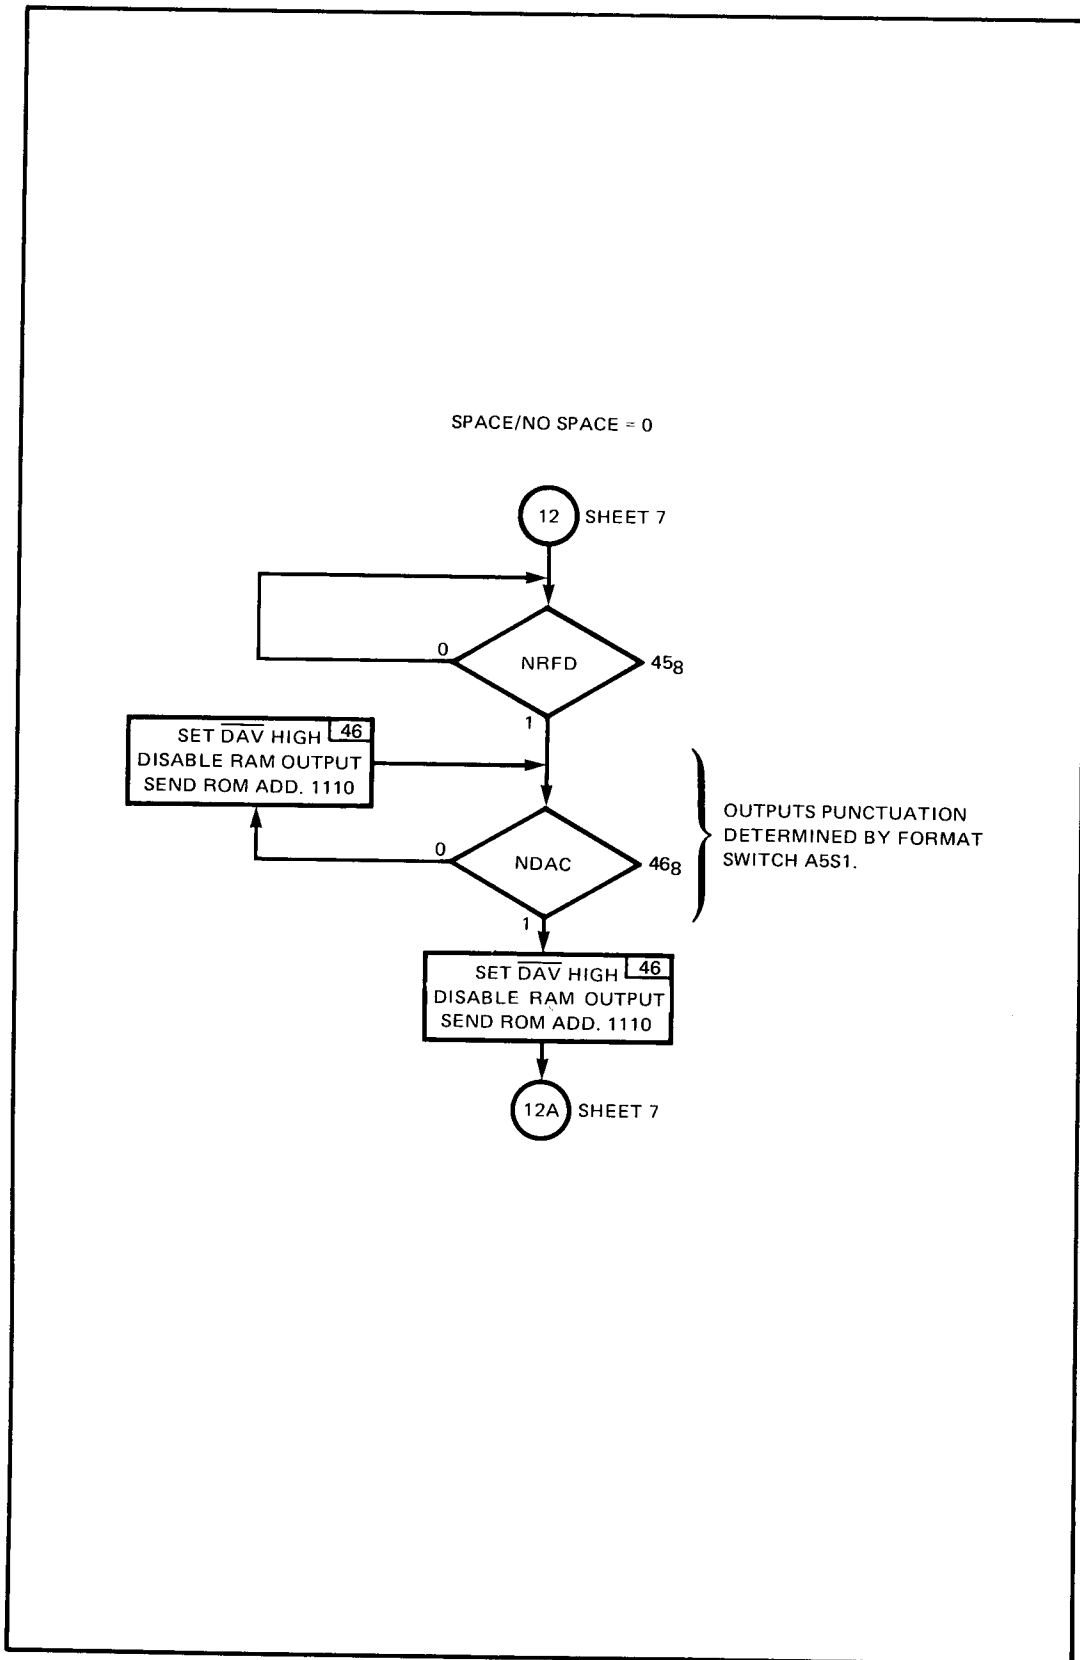 SPACE/NO SPACE = 0
12 SHEET 7
0 NRFD 45₈
1
SET D̅A̅V̅ HIGH 46
DISABLE RAM OUTPUT
SEND ROM ADD. 1110
0 NDAC 46₈
1
OUTPUTS PUNCTUATION
DETERMINED BY FORMAT
SWITCH A5S1.
SET D̅A̅V̅ HIGH 46
DISABLE RAM OUTPUT
SEND ROM ADD. 1110
12A SHEET 7